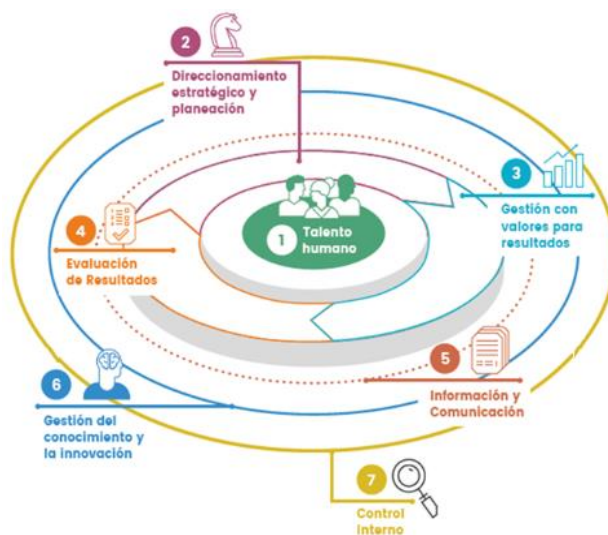 2
Direccionamiento
estratégico y
planeación
3
Gestión con
valores para
resultados
1
Talento
humano
4
Evaluación
de Resultados
5
Información y
Comunicación
6
Gestión del
conocimiento y
la innovación
7
Control
Interno